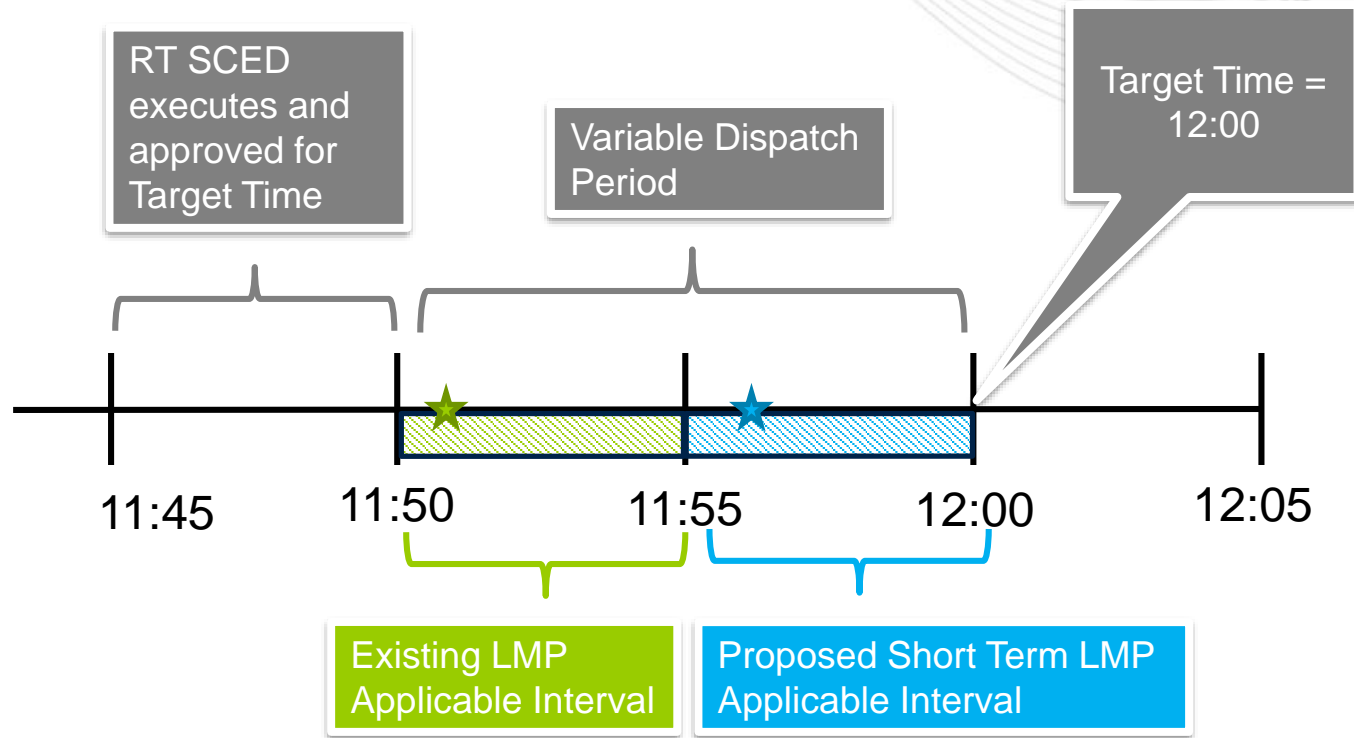 RT SCED
executes and
approved for
Target Time
Variable Dispatch
Period
Target Time =
12:00
11:45
11:50
11:55
12:00
12:05
Existing LMP
Applicable Interval
Proposed Short Term LMP
Applicable Interval